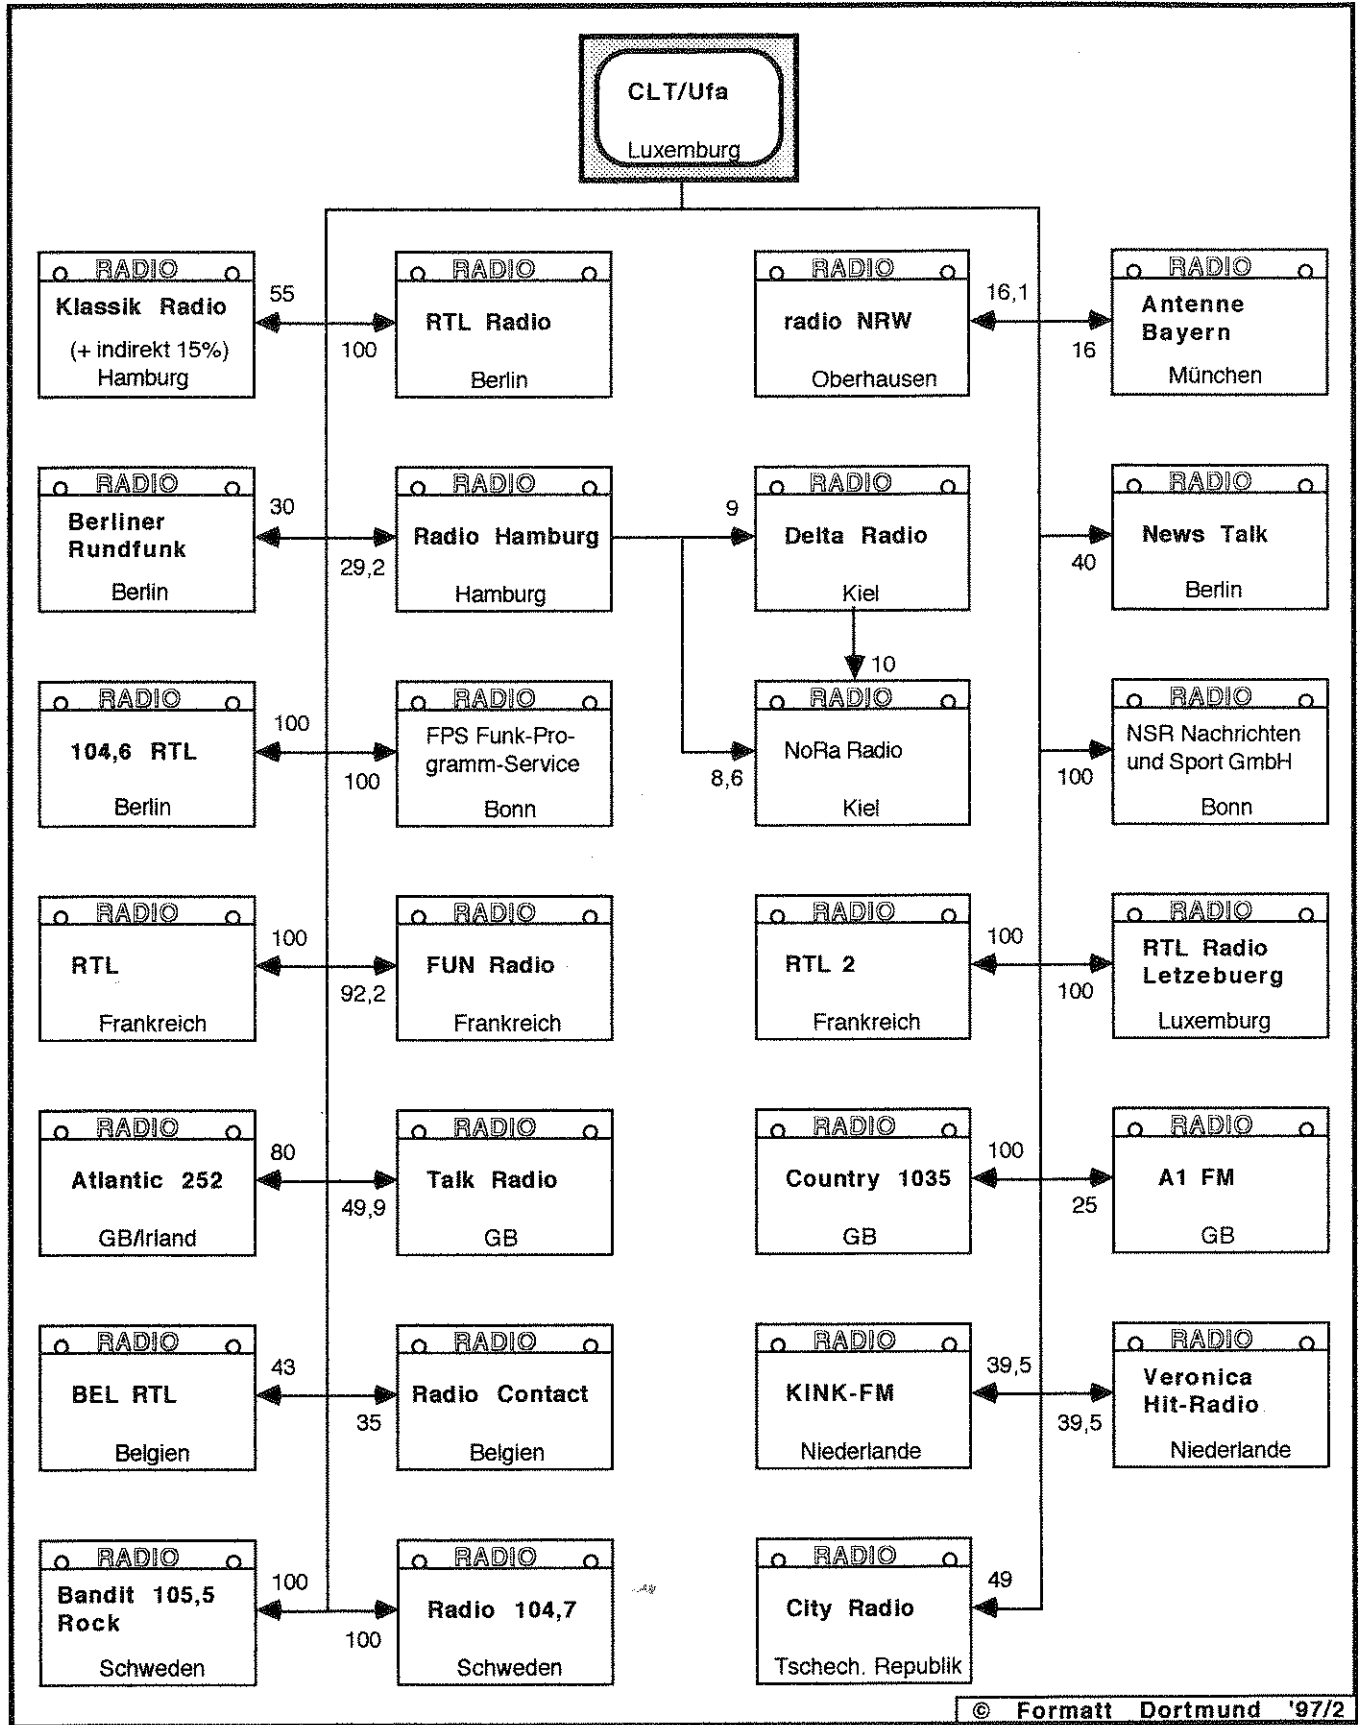 CLT/Ufa
Luxemburg
RADIO
Klassik Radio
(+ indirekt 15%)
Hamburg
55
100
RADIO
RTL Radio
Berlin
RADIO
radio NRW
Oberhausen
16,1
16
RADIO
Antenne
Bayern
München
RADIO
Berliner
Rundfunk
Berlin
30
29,2
RADIO
Radio Hamburg
Hamburg
9
RADIO
Delta Radio
Kiel
40
RADIO
News Talk
Berlin
10
RADIO
104,6 RTL
Berlin
100
100
RADIO
FPS Funk-Pro-
gramm-Service
Bonn
8,6
RADIO
NoRa Radio
Kiel
100
RADIO
NSR Nachrichten
und Sport GmbH
Bonn
RADIO
RTL
Frankreich
100
92,2
RADIO
FUN Radio
Frankreich
RADIO
RTL 2
Frankreich
100
100
RADIO
RTL Radio
Letzebuerg
Luxemburg
RADIO
Atlantic 252
GB/Irland
80
49,9
RADIO
Talk Radio
GB
RADIO
Country 1035
GB
100
25
RADIO
A1 FM
GB
RADIO
BEL RTL
Belgien
43
35
RADIO
Radio Contact
Belgien
RADIO
KINK-FM
Niederlande
39,5
39,5
RADIO
Veronica
Hit-Radio
Niederlande
RADIO
Bandit 105,5
Rock
Schweden
100
100
RADIO
Radio 104,7
Schweden
RADIO
City Radio
Tschech. Republik
49
© Formatt Dortmund '97/2